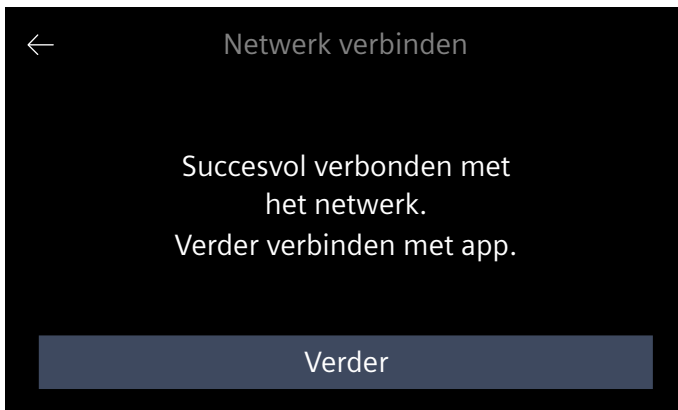 Netwerk verbinden
Succesvol verbonden met
het netwerk.
Verder verbinden met app.
Verder